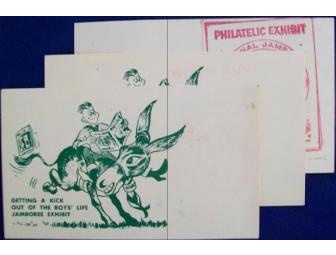 PHILATELIC EXHIBIT
GETTING A KICK
OUT OF THE BOYS' LIFE
JAMBOREE EXHIBIT